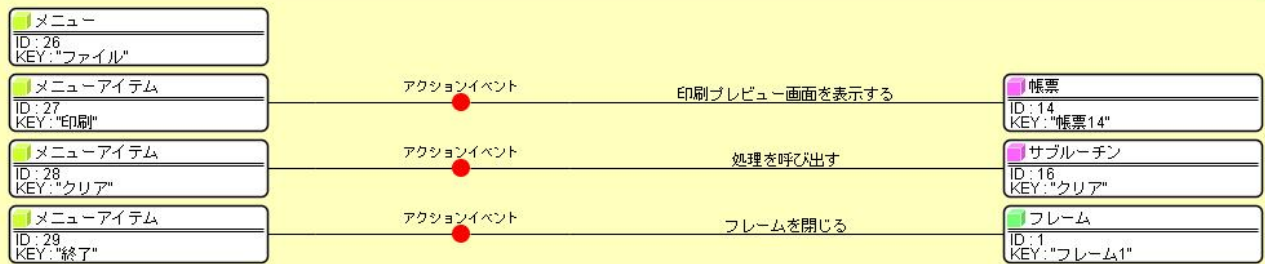 メニュー
ID : 26
KEY : "ファイル"
メニューアイテム
ID : 27
KEY : "印刷"
アクションイベント
印刷プレビュー画面を表示する
帳票
ID : 14
KEY : "帳票14"
メニューアイテム
ID : 28
KEY : "クリア"
アクションイベント
処理を呼び出す
サブルーチン
ID : 16
KEY : "クリア"
メニューアイテム
ID : 29
KEY : "終了"
アクションイベント
フレームを閉じる
フレーム
ID : 1
KEY : "フレーム1"